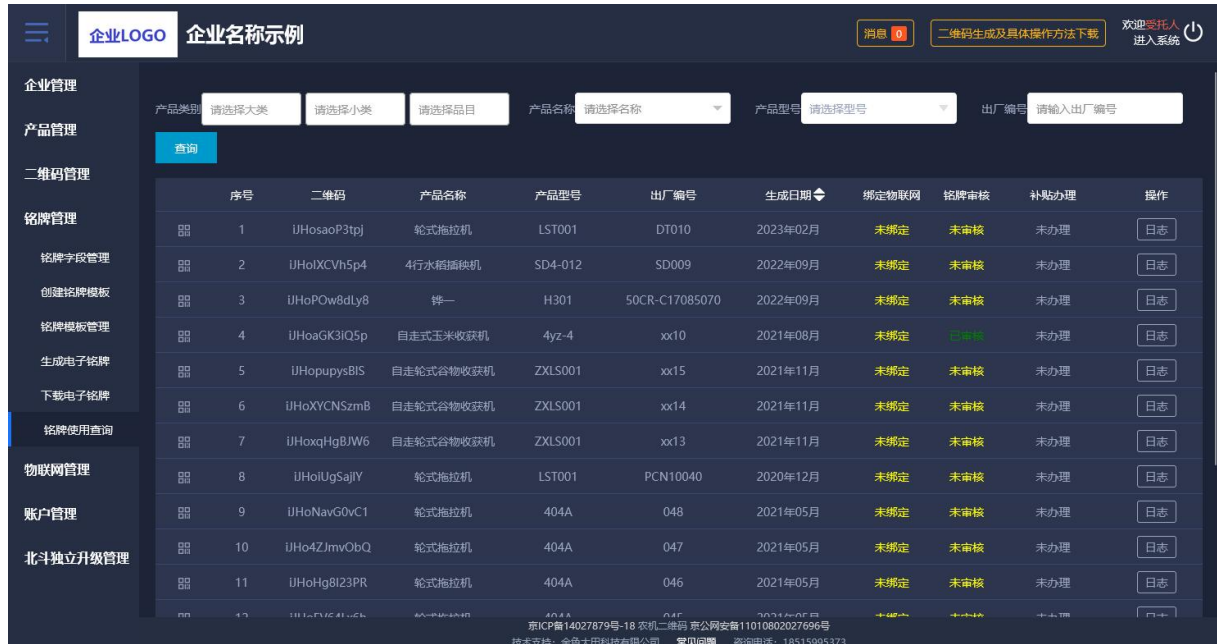 企业LOGO 企业名称示例 消息 0 二维码生成及具体操作方法下载 欢迎受托人
进入系统
企业管理
产品管理
二维码管理
铭牌管理
铭牌字段管理
创建铭牌模板
铭牌模板管理
生成电子铭牌
下载电子铭牌
铭牌使用查询
物联网管理
账户管理
北斗独立升级管理
产品类别 请选择大类 请选择小类 请选择品目 产品名称 请选择名称 产品型号 请选择型号 出厂编号 请输入出厂编号
查询
序号 二维码 产品名称 产品型号 出厂编号 生成日期 绑定物联网 铭牌审核 补贴办理 操作
1 iJHosaoP3tpj 轮式拖拉机 LST001 DT010 2023年02月 未绑定 未审核 未办理 日志
2 iJHoIXCVh5p4 4行水稻插秧机 SD4-012 SD009 2022年09月 未绑定 未审核 未办理 日志
3 iJHoPOw8dLy8 铧一 H301 50CR-C17085070 2022年09月 未绑定 未审核 未办理 日志
4 iJHoaGK3iQ5p 自走式玉米收获机 4yz-4 xx10 2021年08月 未绑定 已审核 未办理 日志
5 iJHopupysBIS 自走轮式谷物收获机 ZXLS001 xx15 2021年11月 未绑定 未审核 未办理 日志
6 iJHoXYCNSzmB 自走轮式谷物收获机 ZXLS001 xx14 2021年11月 未绑定 未审核 未办理 日志
7 iJHoxqHgBJW6 自走轮式谷物收获机 ZXLS001 xx13 2021年11月 未绑定 未审核 未办理 日志
8 iJHoiUgSajlY 轮式拖拉机 LST001 PCN10040 2020年12月 未绑定 未审核 未办理 日志
9 iJHoNavG0vC1 轮式拖拉机 404A 048 2021年05月 未绑定 未审核 未办理 日志
10 iJHo4ZJmvObQ 轮式拖拉机 404A 047 2021年05月 未绑定 未审核 未办理 日志
11 iJHoHg8I23PR 轮式拖拉机 404A 046 2021年05月 未绑定 未审核 未办理 日志
京ICP备14027879号-18 农机二维码 京公网安备11010802027696号
技术支持：金色大田科技有限公司 常见问题 咨询电话：18515995373